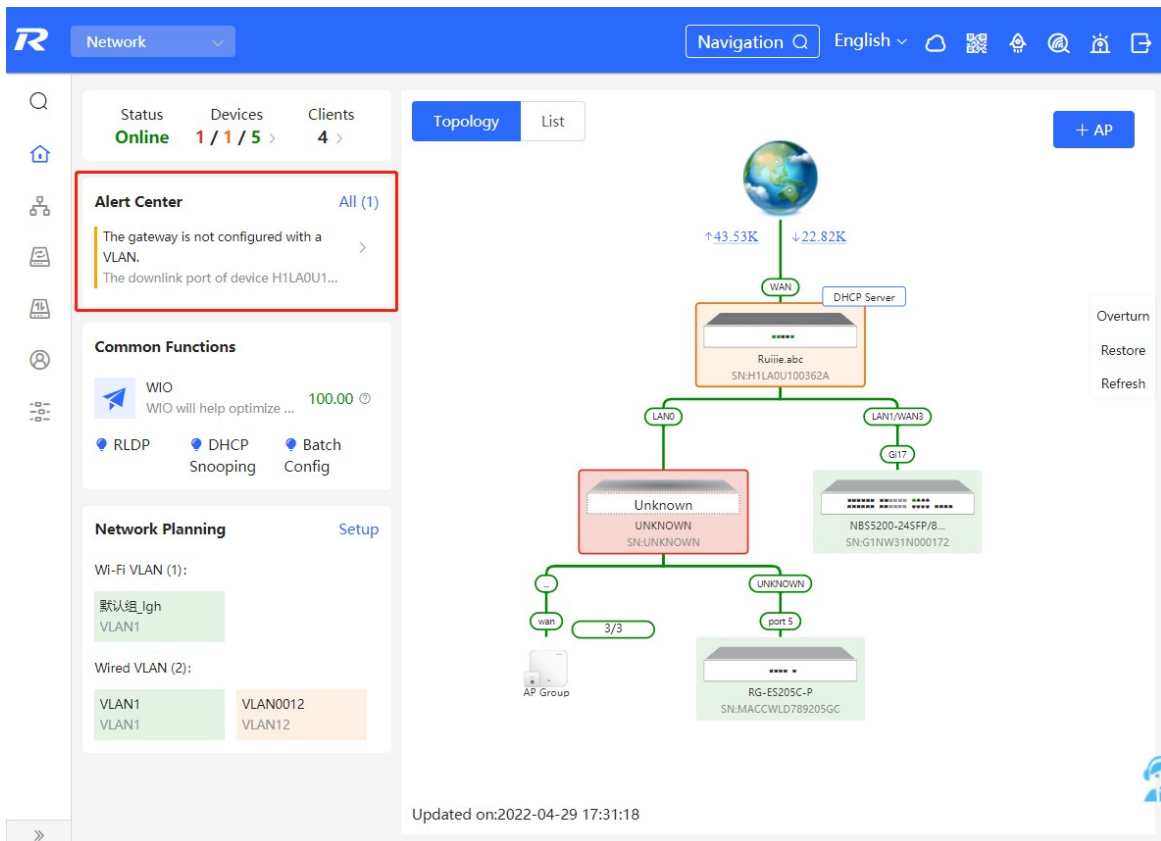 Network
Navigation
English
Status Devices Clients
Online 1 / 1 / 5 > 4 >
Alert Center All (1)
The gateway is not configured with a
VLAN.
The downlink port of device H1LA0U1...
Common Functions
WIO
WIO will help optimize ... 100.00
RLDP DHCP Batch
Snooping Config
Network Planning Setup
Wi-Fi VLAN (1):
默认组_lgh
VLAN1
Wired VLAN (2):
VLAN1 VLAN0012
VLAN1 VLAN12
Topology List
+ AP
↑43.53K ↓22.82K
WAN
DHCP Server
Ruiiie.abc
SN:H1LA0U100362A
Overturn
Restore
Refresh
LAN0 LAN1/WAN3
Gi17
Unknown
UNKNOWN
SN:UNKNOWN
NBS5200-24SFP/8...
SN:G1NW31N000172
... UNKNOWN
wan 3/3 port 5
AP Group
RG-ES205C-P
SN:MACCWLD789205GC
Updated on:2022-04-29 17:31:18